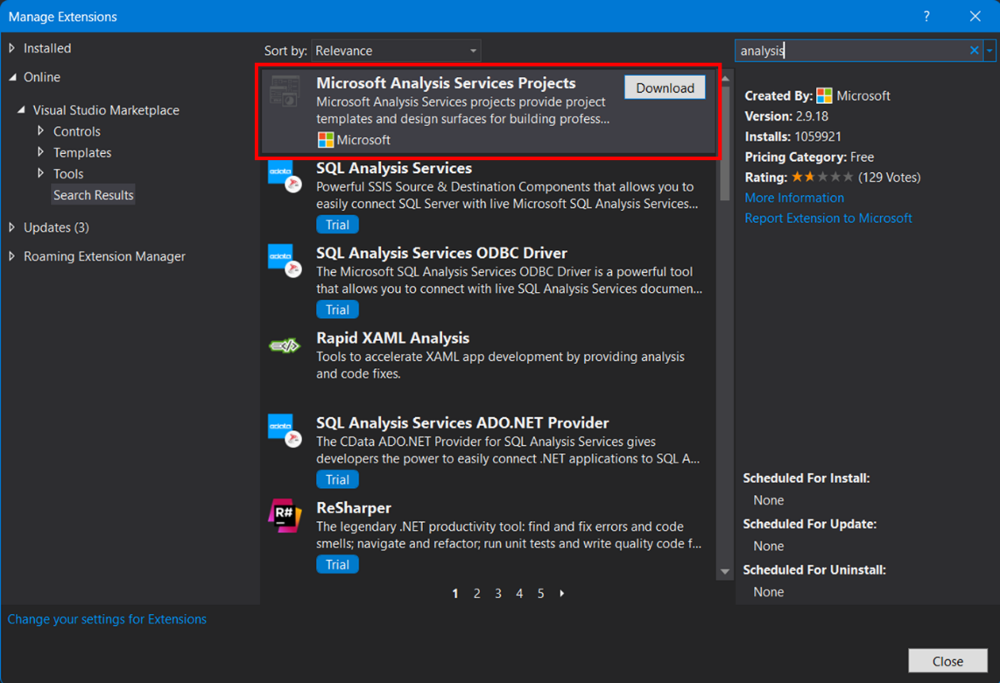 Manage Extensions
?
Installed
Online
Visual Studio Marketplace
Controls
Templates
Tools
Search Results
Updates (3)
Roaming Extension Manager
Sort by: Relevance
Microsoft Analysis Services Projects
Download
Microsoft Analysis Services projects provide project
templates and design surfaces for building profess...
Microsoft
SQL Analysis Services
Powerful SSIS Source & Destination Components that allows you to
easily connect SQL Server with live Microsoft SQL Analysis Services...
Trial
SQL Analysis Services ODBC Driver
The Microsoft SQL Analysis Services ODBC Driver is a powerful tool
that allows you to connect with live SQL Analysis Services documen...
Trial
Rapid XAML Analysis
Tools to accelerate XAML app development by providing analysis
and code fixes.
SQL Analysis Services ADO.NET Provider
The CData ADO.NET Provider for SQL Analysis Services gives
developers the power to easily connect .NET applications to SQL A...
Trial
R#
ReSharper
The legendary .NET productivity tool: find and fix errors and code
smells; navigate and refactor; run unit tests and write quality code f...
Trial
1 2 3 4 5
analysis
Created By: Microsoft
Version: 2.9.18
Installs: 1059921
Pricing Category: Free
Rating: (129 Votes)
More Information
Report Extension to Microsoft
Scheduled For Install:
None
Scheduled For Update:
None
Scheduled For Uninstall:
None
Change your settings for Extensions
Close